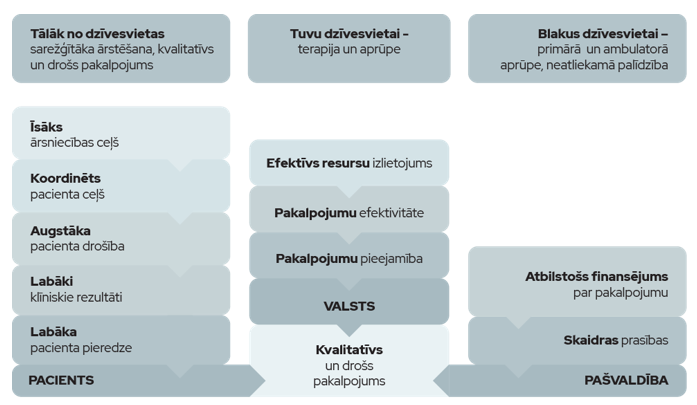 Tālāk no dzīvesvietas
sarežģītāka ārstēšana, kvalitatīvs
un drošs pakalpojums
Tuvu dzīvesvietai –
terapija un aprūpe
Blakus dzīvesvietai –
primārā un ambulatorā
aprūpe, neatliekamā palīdzība
Īsāks
ārsniecības ceļš
Koordinēts
pacienta ceļš
Augstāka
pacienta drošība
Labāki
klīniskie rezultāti
Labāka
pacienta pieredze
PACIENTS
Efektīvs resursu izlietojums
Pakalpojumu efektivitāte
Pakalpojumu pieejamība
VALSTS
Kvalitatīvs
un drošs
pakalpojums
Atbilstošs finansējums
par pakalpojumu
Skaidras prasības
PAŠVALDĪBA